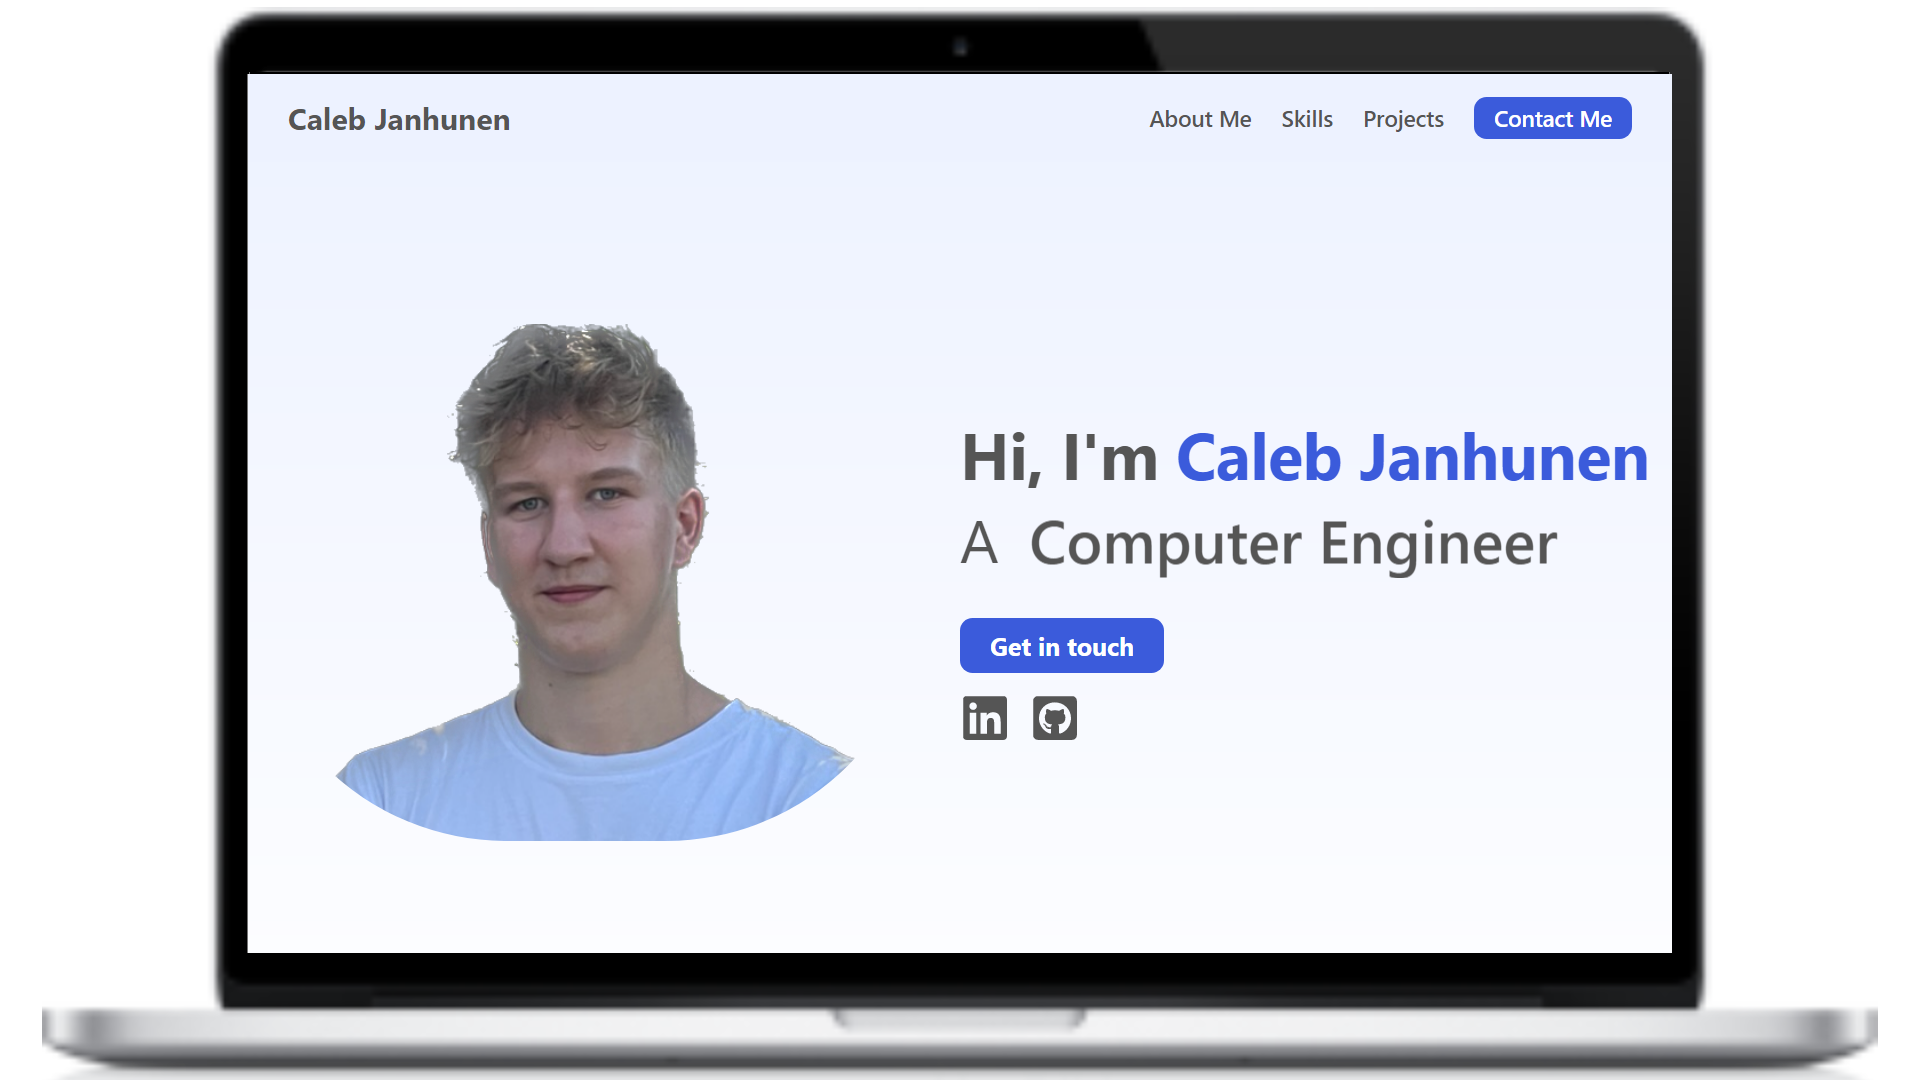 Caleb Janhunen
About Me
Skills
Projects
Contact Me
Hi, I'm Caleb Janhunen
A Computer Engineer
Get in touch
in